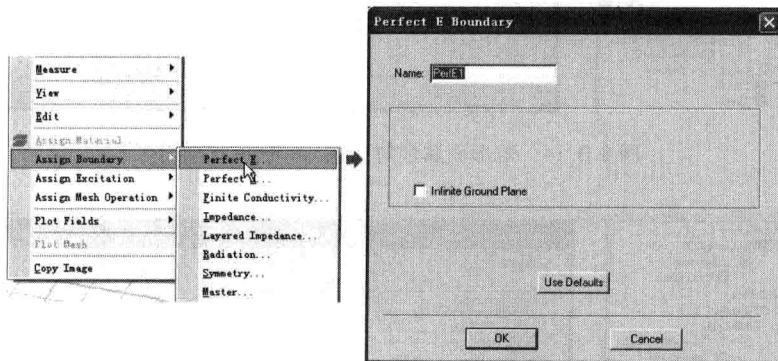 Measure
View
Edit
Assign Material...
Assign Boundary
Assign Excitation
Assign Mesh Operation
Plot Fields
Plot Mesh
Copy Image
Perfect E...
Perfect
Finite Conductivity...
Impedance...
Layered Impedance...
Radiation...
Symmetry...
Master...
Perfect E Boundary
Name: PerfE1
Infinite Ground Plane
Use Defaults
OK
Cancel